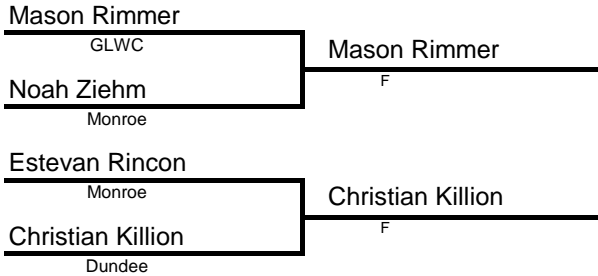 Mason Rimmer
GLWC
Mason Rimmer
F
Noah Ziehm
Monroe
Estevan Rincon
Monroe
Christian Killion
F
Christian Killion
Dundee